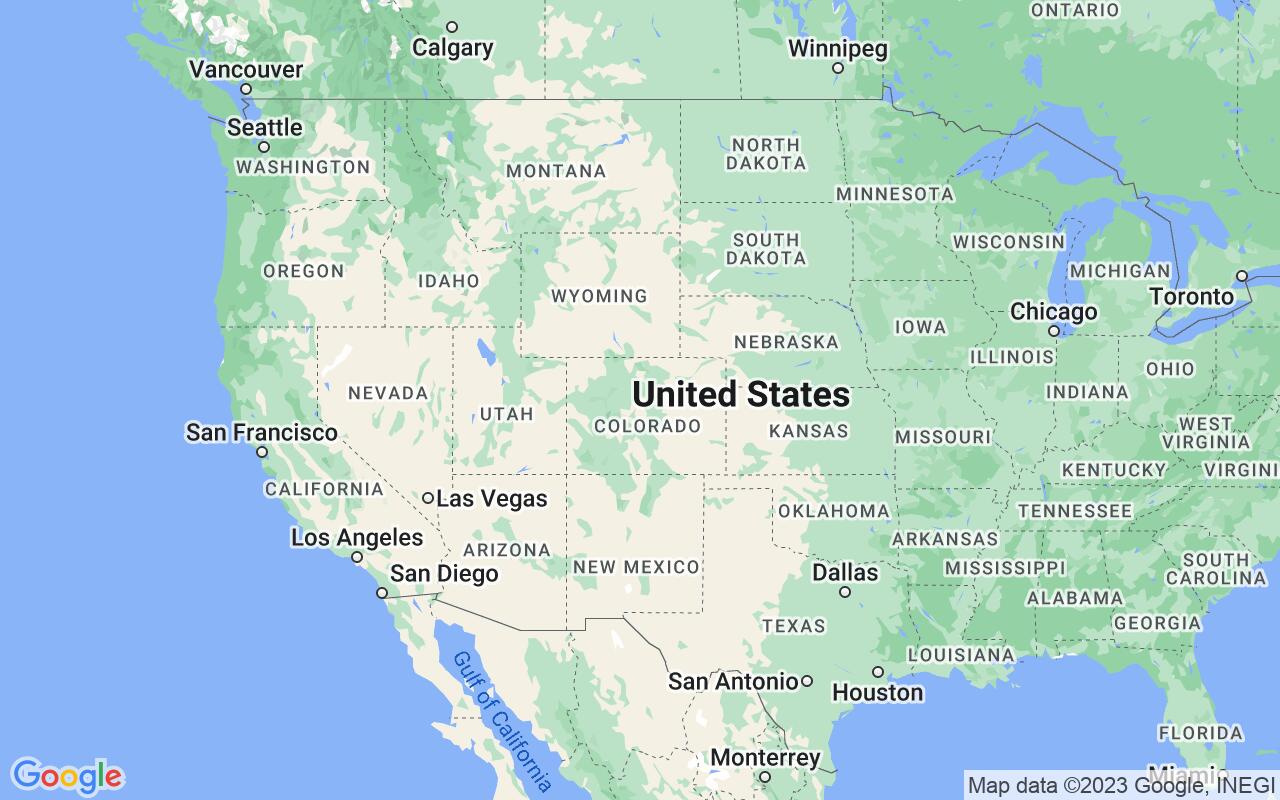 ONTARIO
Calgary
Winnipeg
Vancouver
Seattle
WASHINGTON
MONTANA
NORTH
DAKOTA
MINNESOTA
SOUTH
DAKOTA
WISCONSIN
MICHIGAN
OREGON
IDAHO
WYOMING
Toronto
Chicago
IOWA
NEBRASKA
ILLINOIS
OHIO
NEVADA
United States
INDIANA
UTAH
COLORADO
KANSAS
MISSOURI
WEST
VIRGINIA
San Francisco
KENTUCKY
VIRGINI
CALIFORNIA
Las Vegas
OKLAHOMA
TENNESSEE
Los Angeles
ARIZONA
ARKANSAS
NEW MEXICO
MISSISSIPPI
SOUTH
CAROLINA
San Diego
Dallas
ALABAMA
GEORGIA
TEXAS
LOUISIANA
San Antonio
Houston
Gulf of California
FLORIDA
Monterrey
Miami
Google
Map data ©2023 Google, INEGI